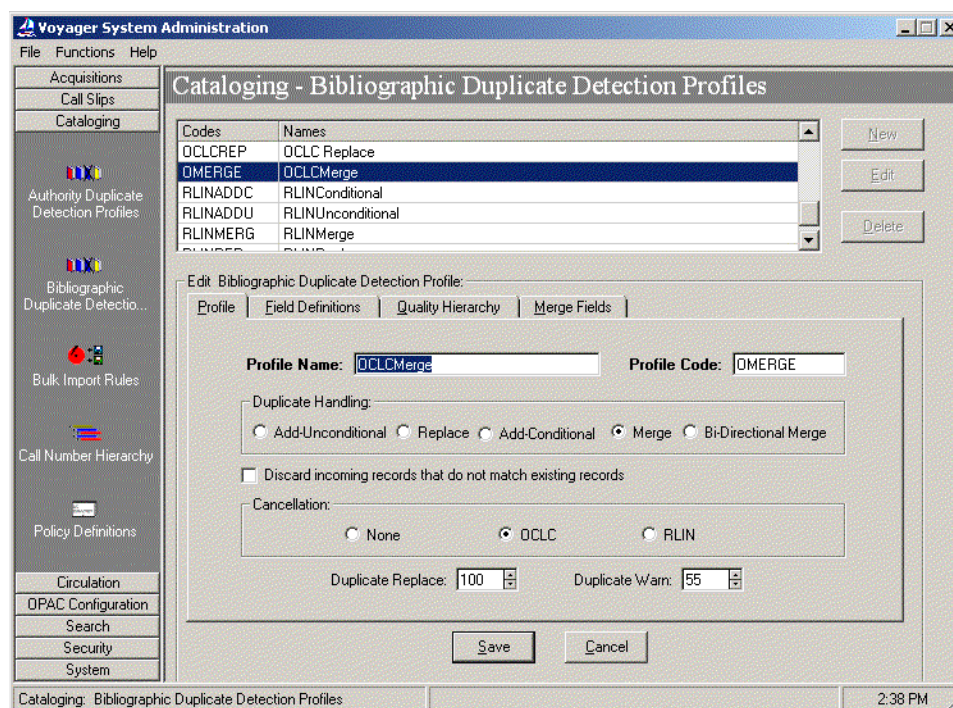 Voyager System Administration
File Functions Help
Acquisitions
Call Slips
Cataloging
Authority Duplicate
Detection Profiles
Bibliographic
Duplicate Detectio...
Bulk Import Rules
Call Number Hierarchy
Policy Definitions
Circulation
OPAC Configuration
Search
Security
System
Cataloging - Bibliographic Duplicate Detection Profiles
Codes Names
OCLCREP OCLC Replace
OMERGE OCLCMerge
RLINADDC RLINConditional
RLINADDU RLINUnconditional
RLINMERG RLINMerge
New
Edit
Delete
Edit Bibliographic Duplicate Detection Profile:
Profile Field Definitions Quality Hierarchy Merge Fields
Profile Name: OCLCMerge Profile Code: OMERGE
Duplicate Handling:
Add-Unconditional Replace Add-Conditional Merge Bi-Directional Merge
Discard incoming records that do not match existing records
Cancellation:
None OCLC RLIN
Duplicate Replace: 100 Duplicate Warn: 55
Save Cancel
Cataloging: Bibliographic Duplicate Detection Profiles 2:38 PM